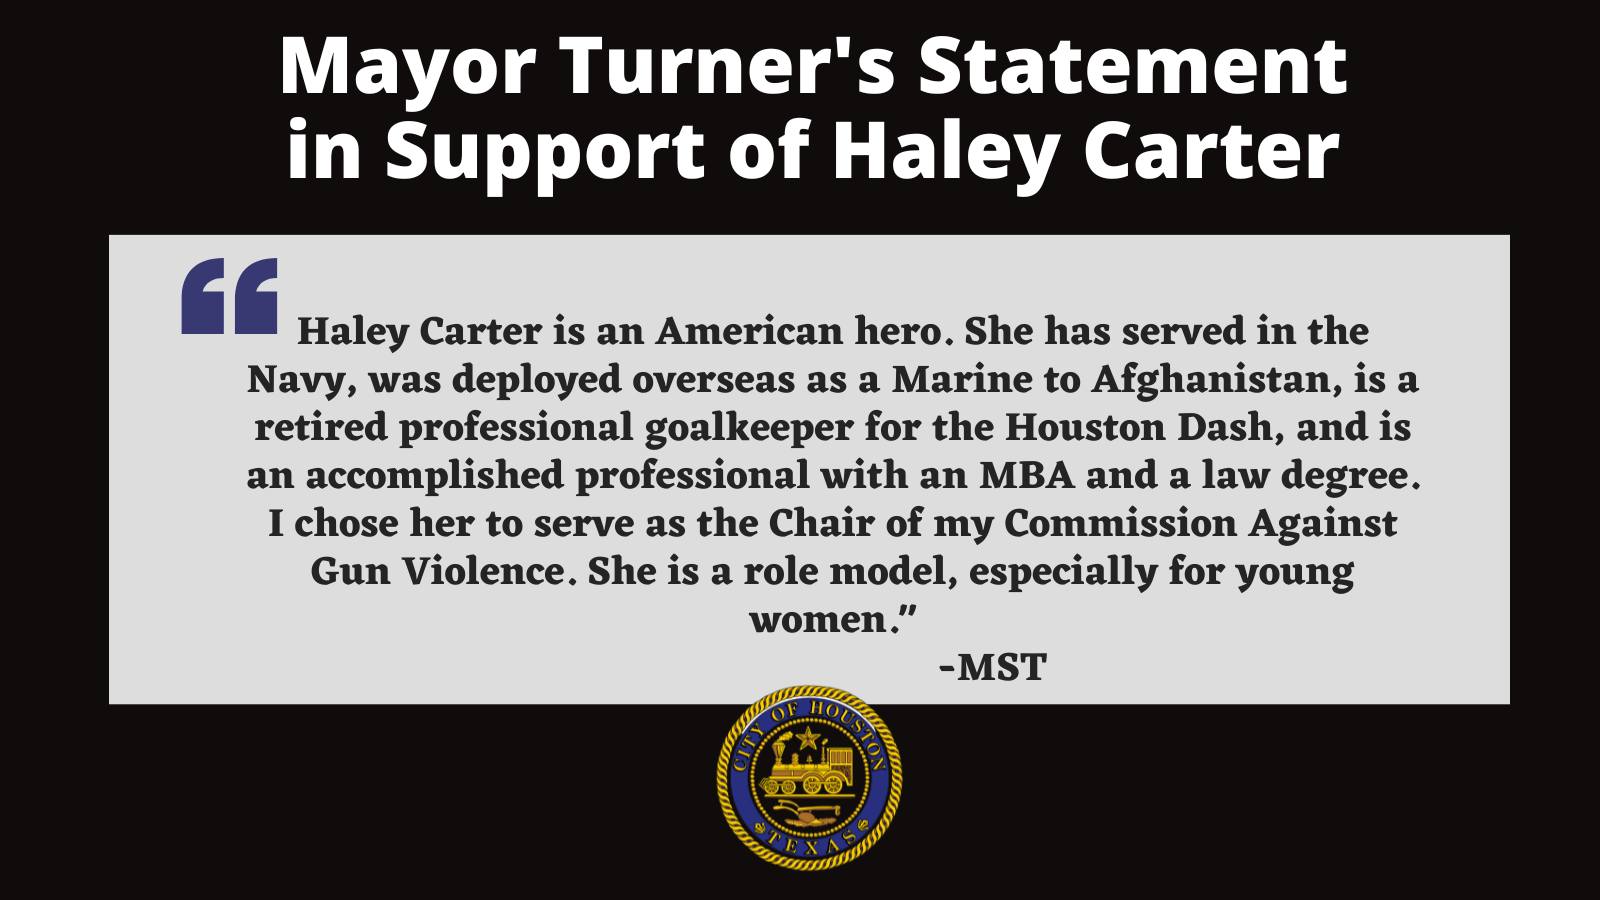 Mayor Turner's Statement
in Support of Haley Carter
“ Haley Carter is an American hero. She has served in the
Navy, was deployed overseas as a Marine to Afghanistan, is a
retired professional goalkeeper for the Houston Dash, and is
an accomplished professional with an MBA and a law degree.
I chose her to serve as the Chair of my Commission Against
Gun Violence. She is a role model, especially for young
women.”
-MST
CITY OF HOUSTON
TEXAS